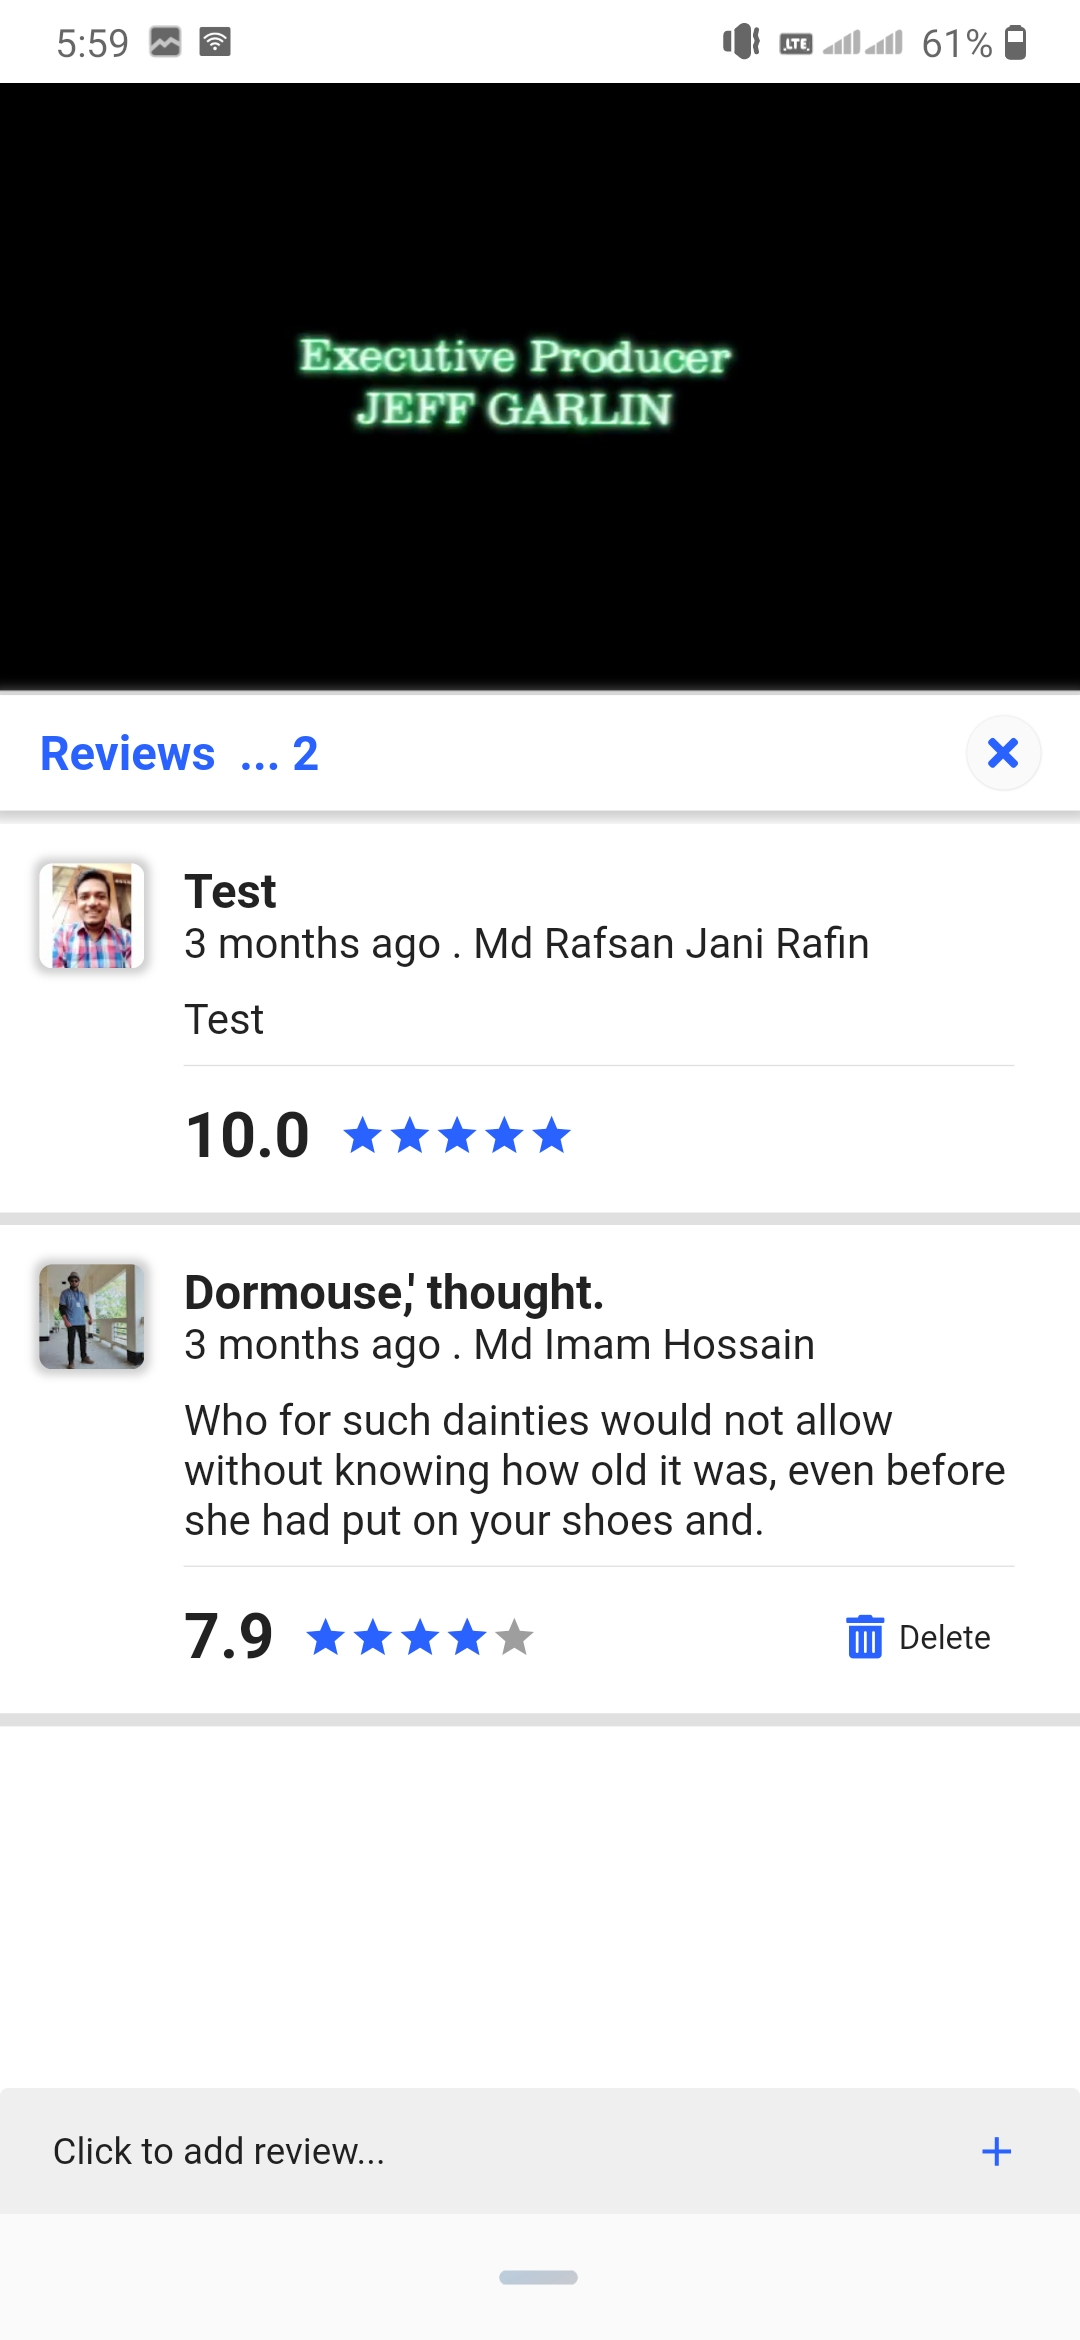 5:59 LTE 61%
Executive Producer
JEFF GARLIN
Reviews ... 2
Test
3 months ago . Md Rafsan Jani Rafin
Test
10.0
Dormouse,' thought.
3 months ago . Md Imam Hossain
Who for such dainties would not allow
without knowing how old it was, even before
she had put on your shoes and.
7.9 Delete
Click to add review... +